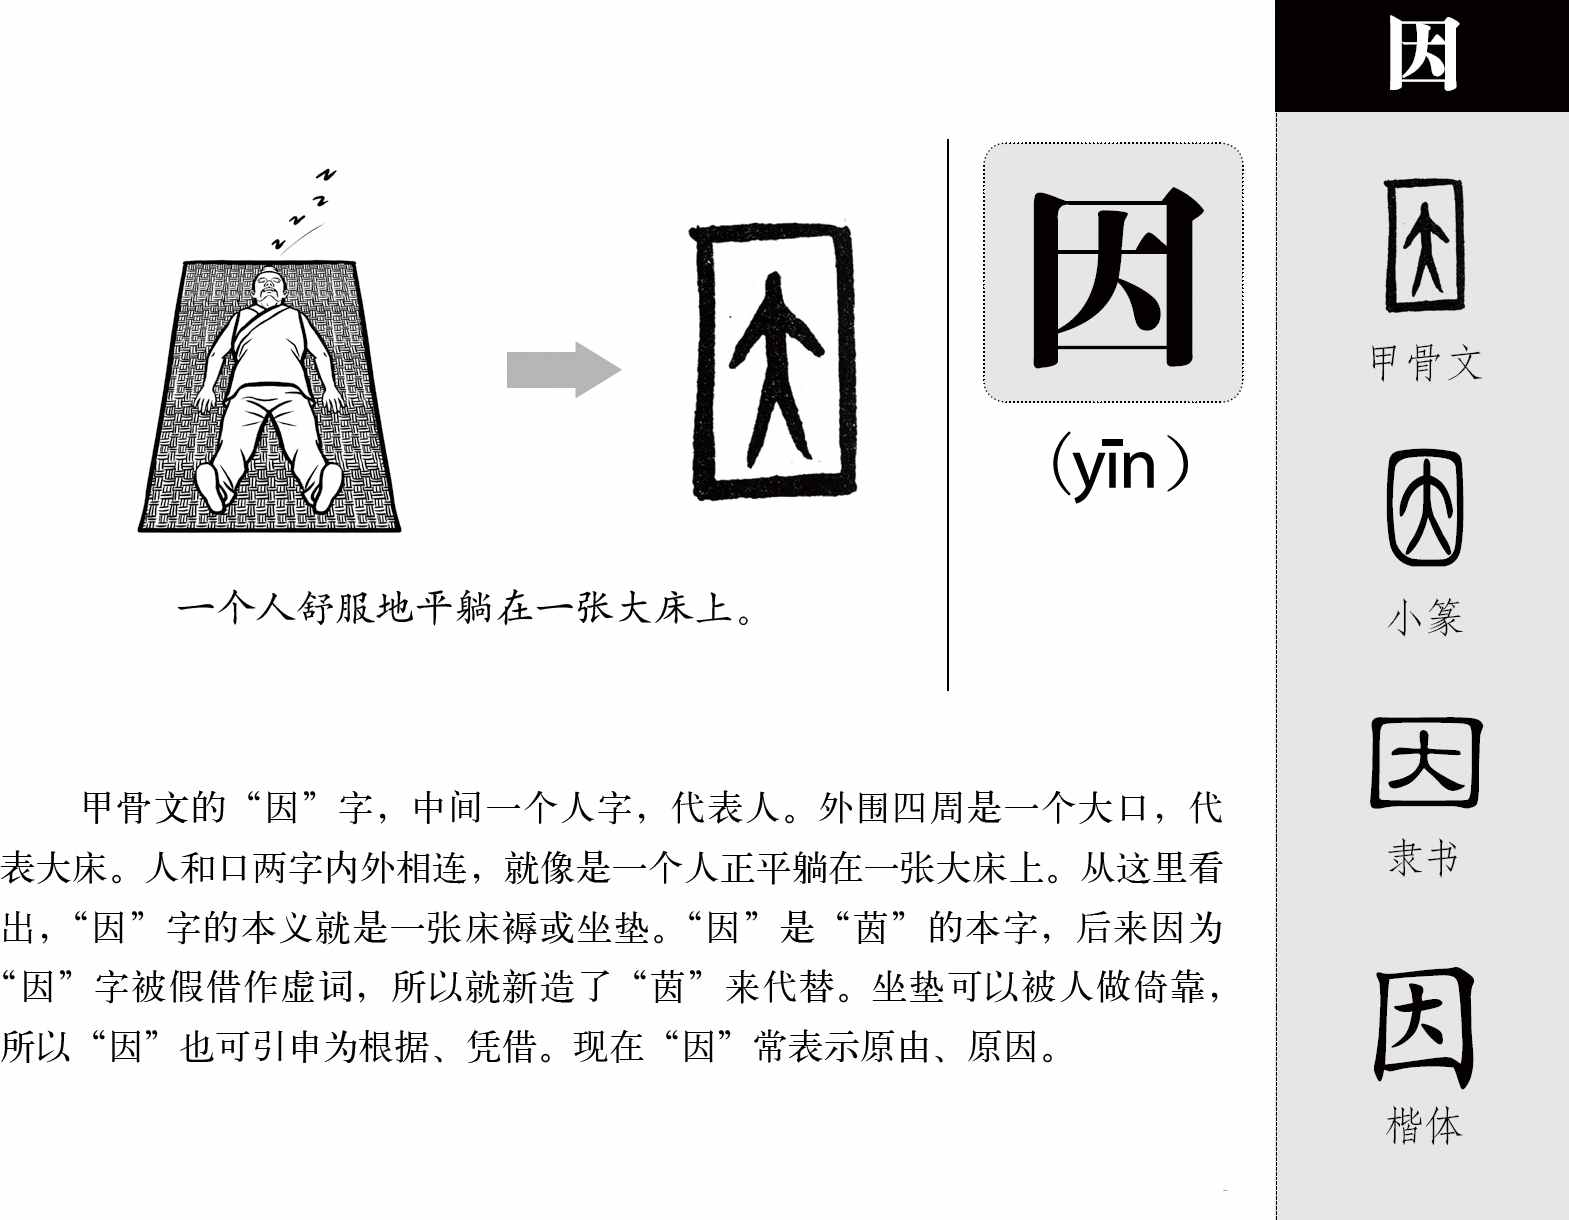 因
zzzz
因
(yīn)
一个人舒服地平躺在一张大床上。
甲骨文的“因”字，中间一个人字，代表人。外围四周是一个大口，代
表大床。人和口两字内外相连，就像是一个人正平躺在一张大床上。从这里看
出，“因”字的本义就是一张床褥或坐垫。“因”是“茵”的本字，后来因为
“因”字被假借作虚词，所以就新造了“茵”来代替。坐垫可以被人做倚靠，
所以“因”也可引申为根据、凭借。现在“因”常表示原由、原因。
甲骨文
因
小篆
因
隶书
因
楷体